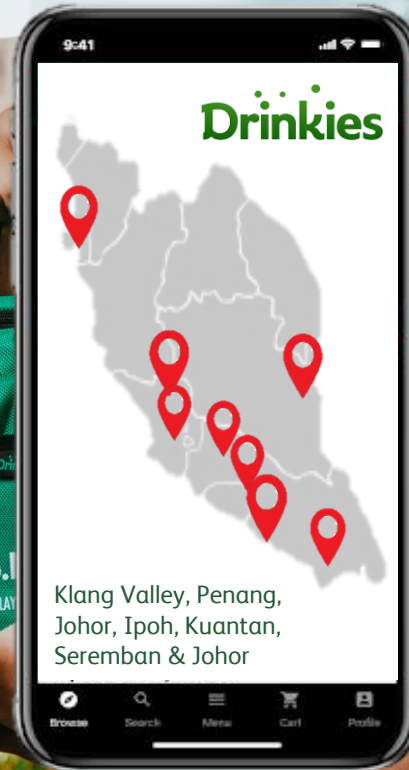 9:41
Drinkies
Klang Valley, Penang,
Johor, Ipoh, Kuantan,
Seremban & Johor
Browse Search Menu Cart Profile